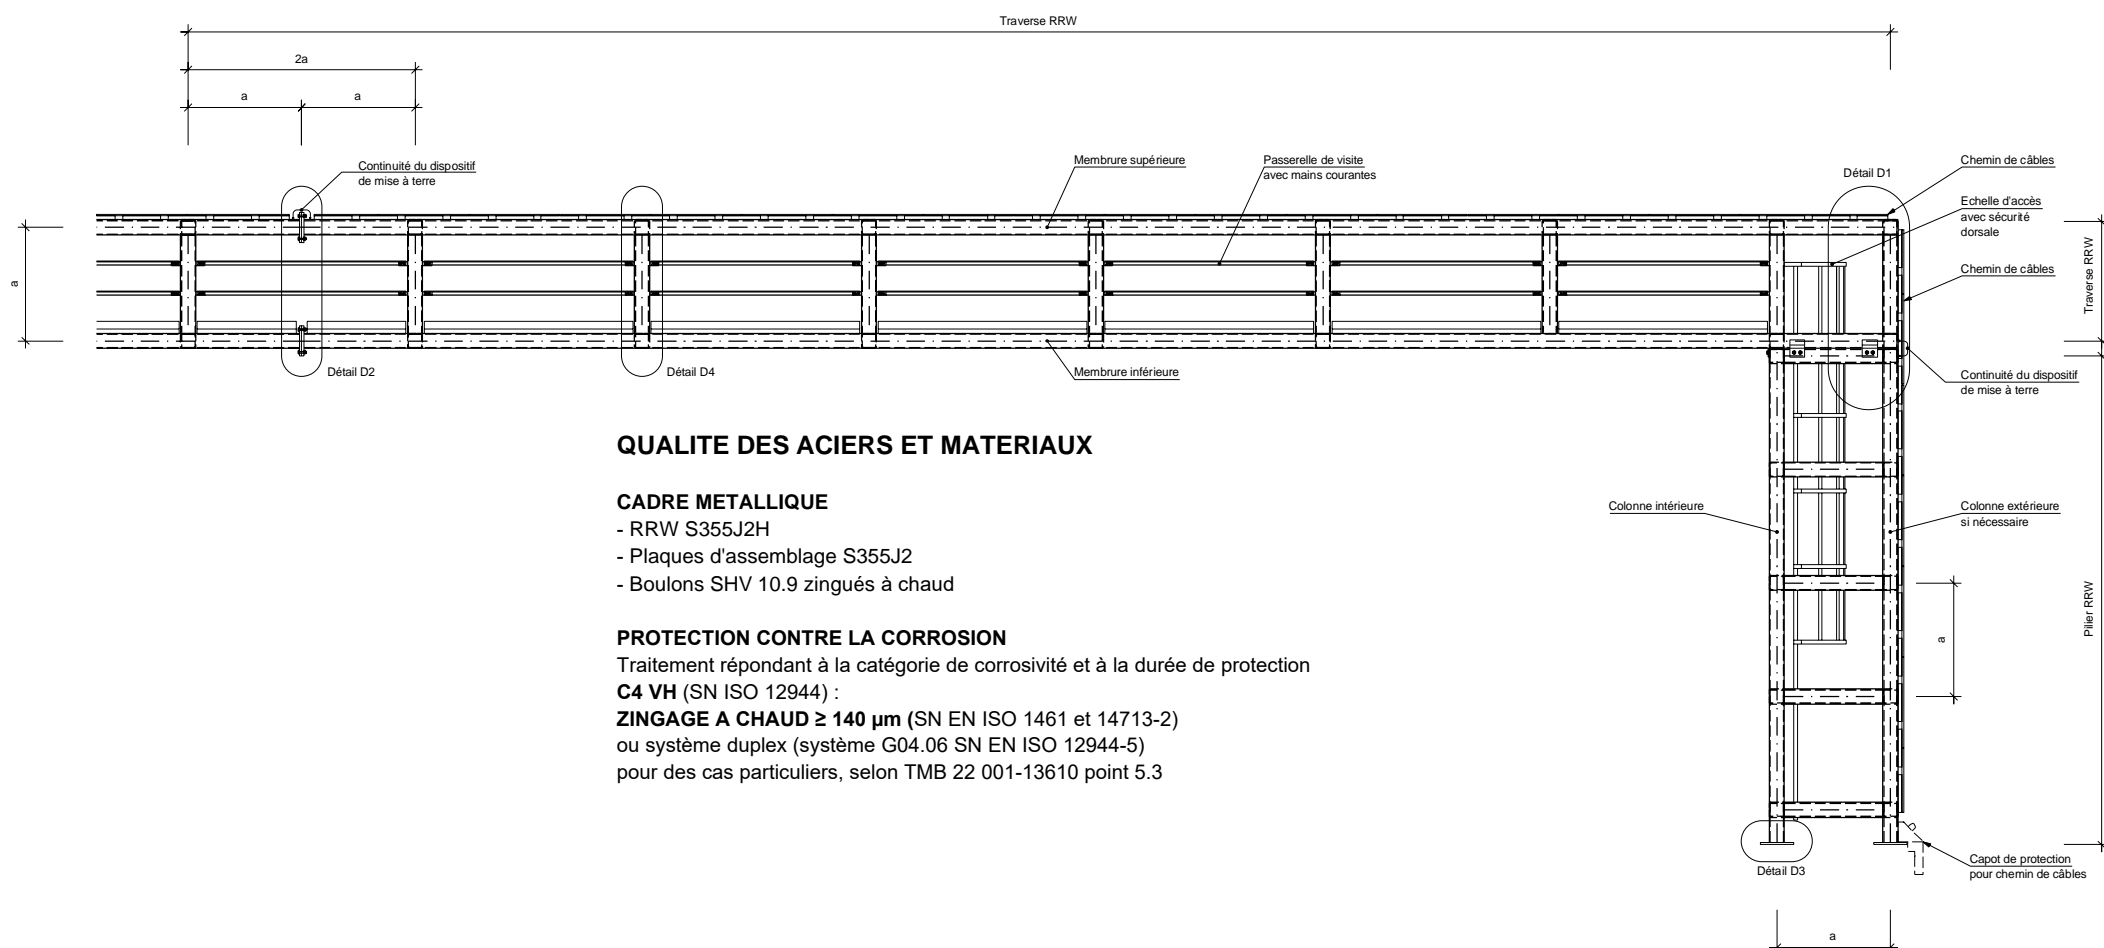 Traverse RRW
2a
a
a
Continuité du dispositif
de mise à terre
Membrure supérieure
Passerelle de visite
avec mains courantes
Détail D1
Chemin de câbles
Echelle d'accès
avec sécurité
dorsale
Chemin de câbles
Traverse RRW
a
Détail D2
Détail D4
Membrure inférieure
Continuité du dispositif
de mise à terre
QUALITE DES ACIERS ET MATERIAUX
CADRE METALLIQUE
- RRW S355J2H
- Plaques d'assemblage S355J2
- Boulons SHV 10.9 zingués à chaud
PROTECTION CONTRE LA CORROSION
Traitement répondant à la catégorie de corrosivité et à la durée de protection
C4 VH (SN ISO 12944) :
ZINGAGE A CHAUD ≥ 140 µm (SN EN ISO 1461 et 14713-2)
ou système duplex (système G04.06 SN EN ISO 12944-5)
pour des cas particuliers, selon TMB 22 001-13610 point 5.3
Colonne intérieure
Colonne extérieure
si nécessaire
a
Pilier RRW
Détail D3
Capot de protection
pour chemin de câbles
a